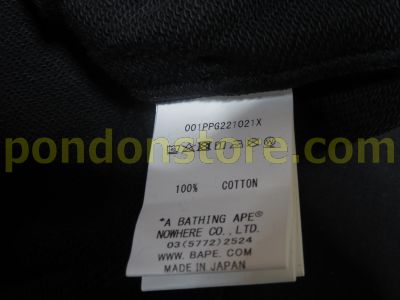 001PPG221021X
pondonstore.com
100% COTTON
*A BATHING APE®
NOWHERE CO., LTD.
03(5772)2524
WWW.BAPE.COM
MADE IN JAPAN